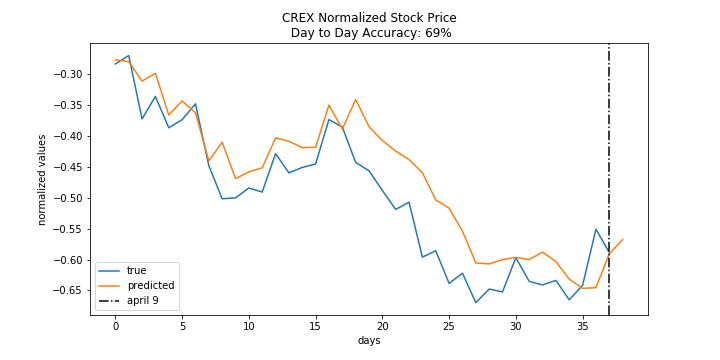 CREX Normalized Stock Price
Day to Day Accuracy: 69%
normalized values
−0.30
−0.35
−0.40
−0.45
−0.50
−0.55
−0.60
−0.65
true
predicted
april 9
0 5 10 15 20 25 30 35
days